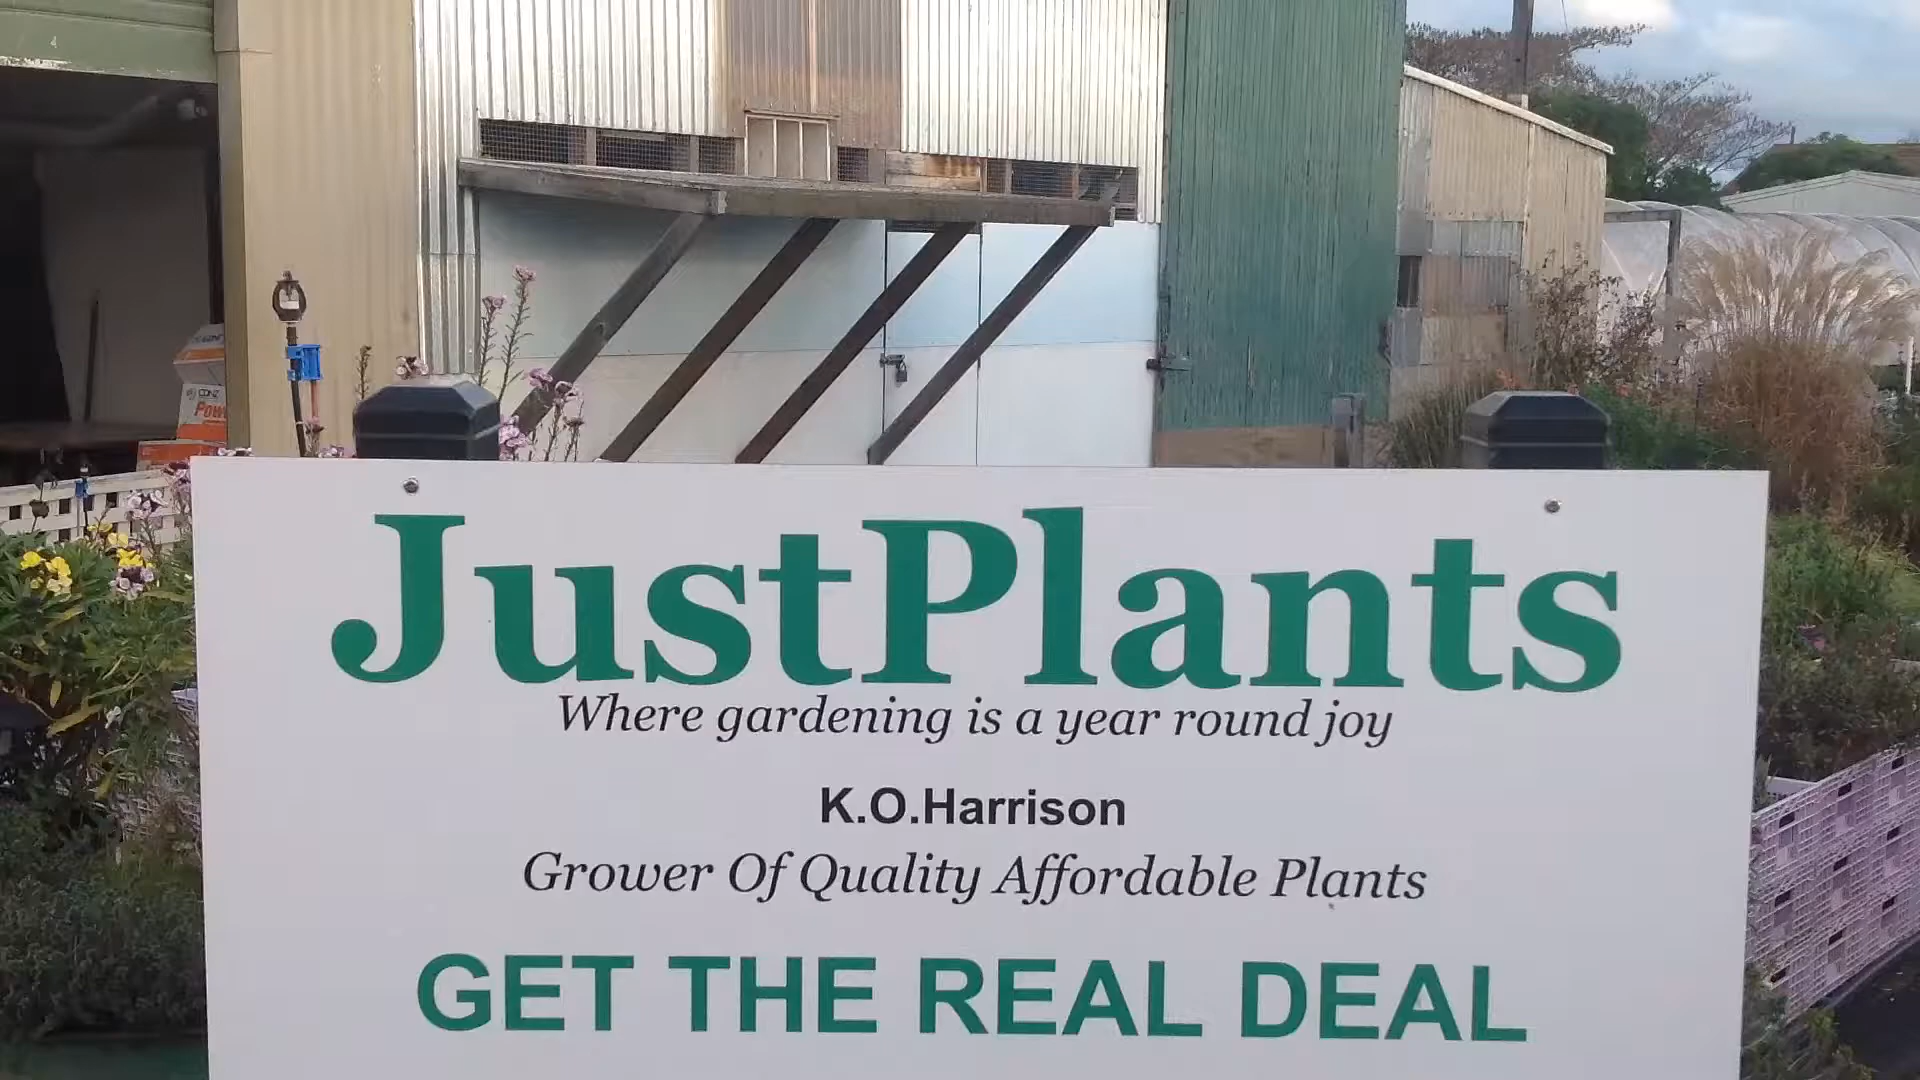 JustPlants
Where gardening is a year round joy
K.O.Harrison
Grower Of Quality Affordable Plants
GET THE REAL DEAL